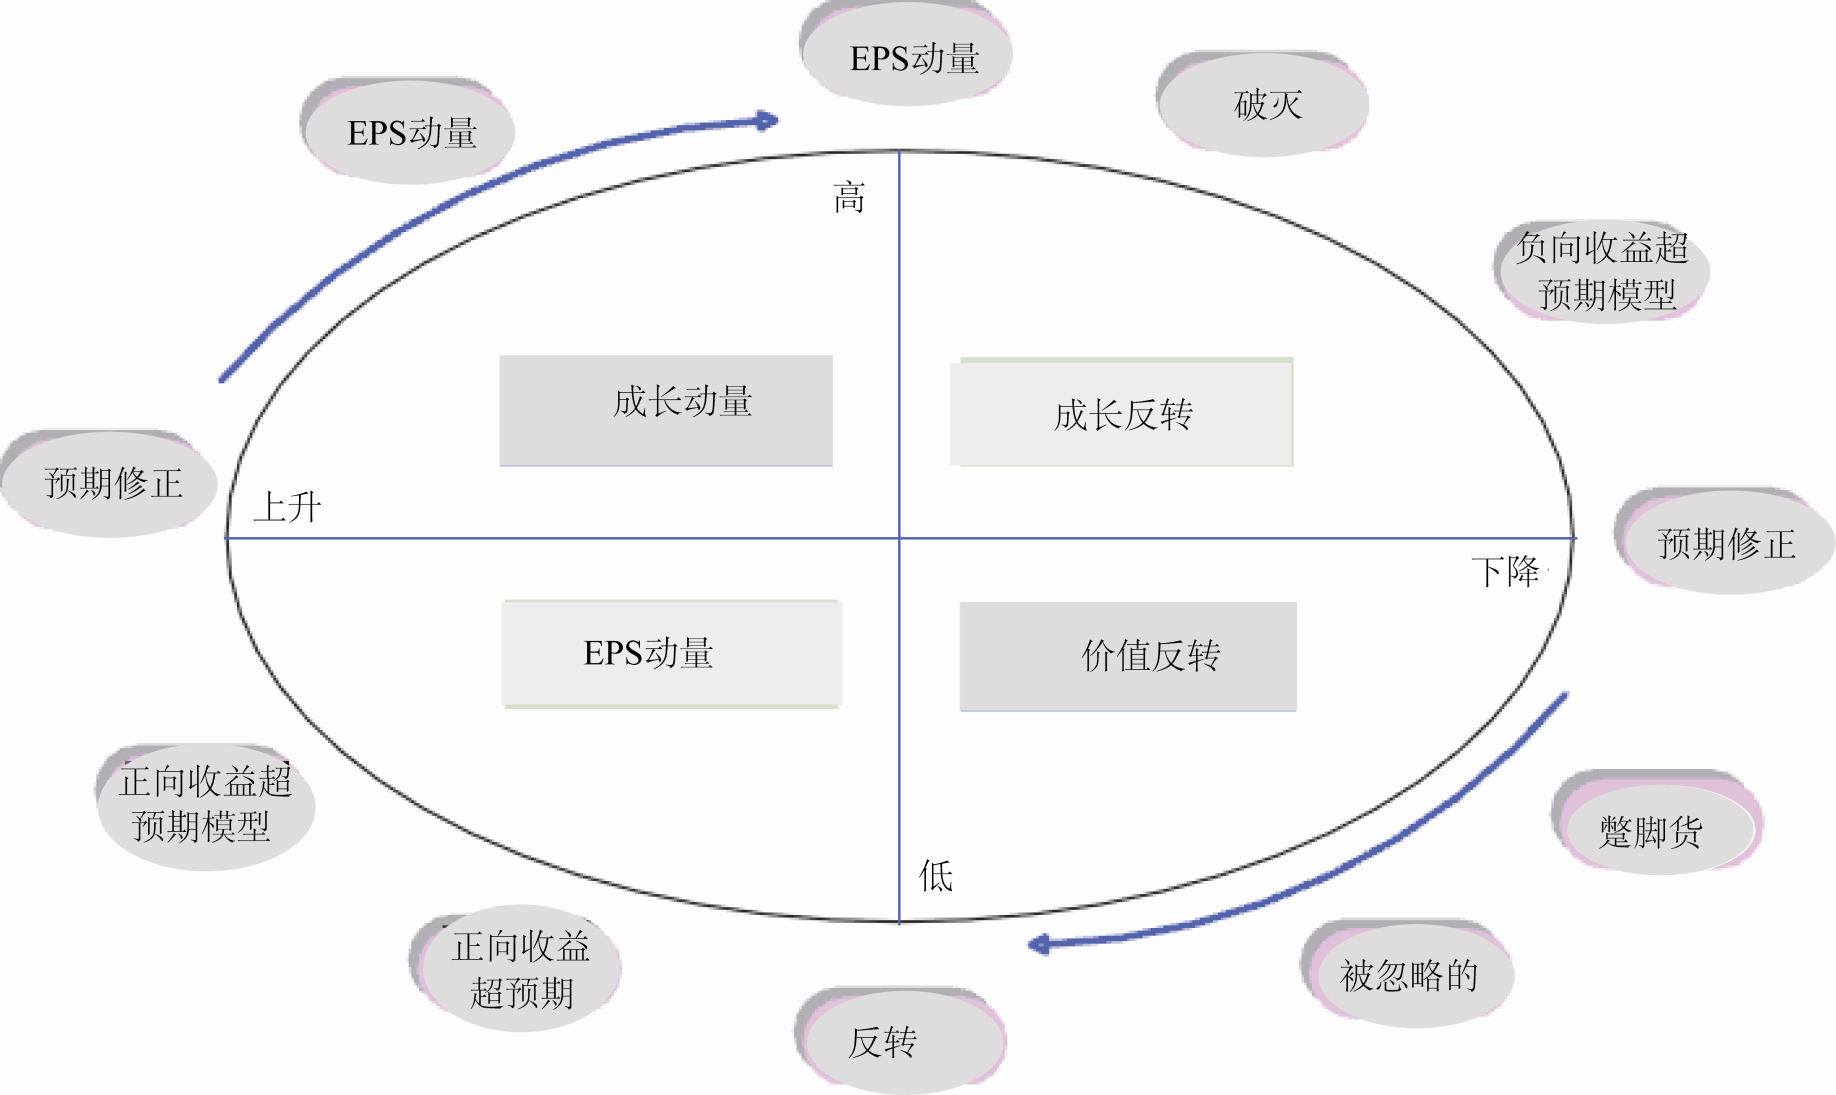 EPS动量
EPS动量
破灭
高
负向收益超
预期模型
成长动量
成长反转
预期修正
上升
预期修正
下降
EPS动量
价值反转
正向收益超
预期模型
蹩脚货
低
正向收益
超预期
被忽略的
反转